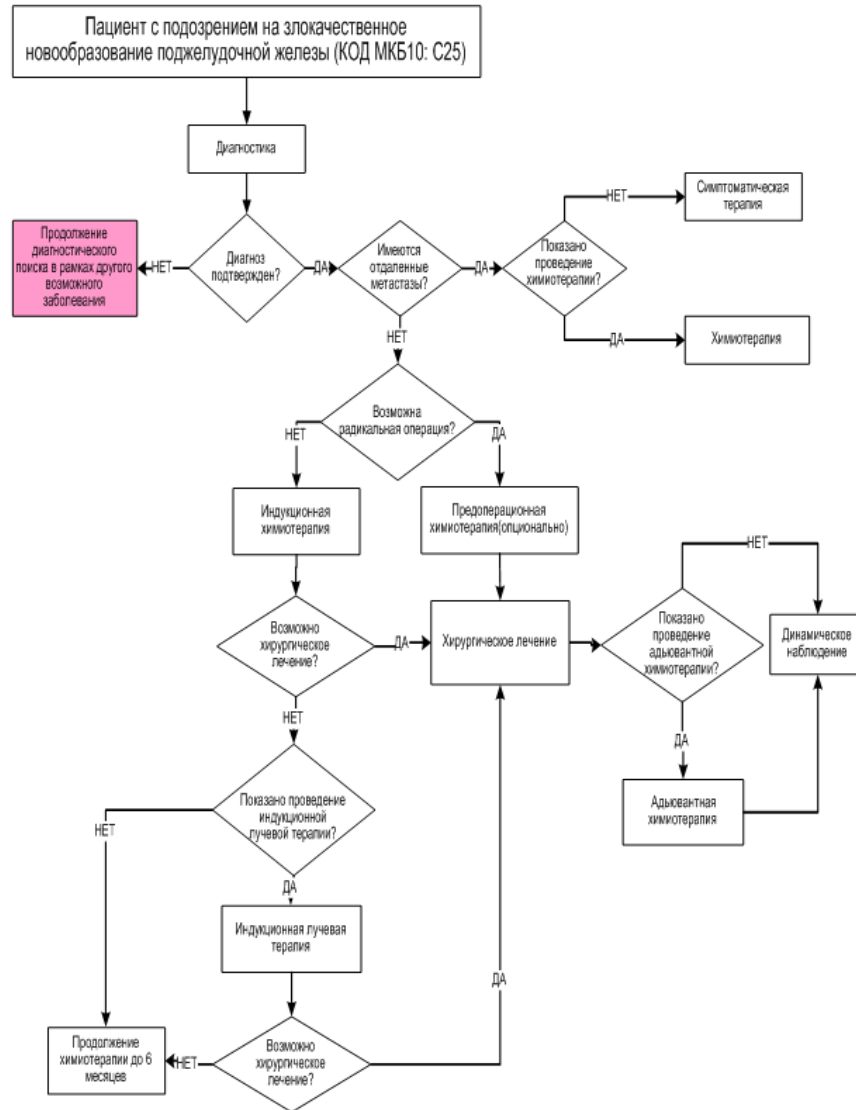 Пациент с подозрением на злокачественное
новообразование поджелудочной железы (КОД МКБ10: С25)
Диагностика
Симптоматическая
терапия
НЕТ
Продолжение
диагностического
поиска в рамках другого
возможного
заболевания
НЕТ
Диагноз
подтвержден?
ДА
Имеются
отдаленные
метастазы?
ДА
Показано
проведение
химиотерапии?
ДА
Химиотерапия
НЕТ
Возможна
радикальная операция?
НЕТ
ДА
Индукционная
химиотерапия
Предоперационная
химиотерапия(опционально)
НЕТ
Возможно
хирургическое
лечение?
ДА
Хирургическое лечение
Показано
проведение
адьювантной
химиотерапии?
Динамическое
наблюдение
НЕТ
ДА
Показано проведение
индукционной
лучевой терапии?
Адьювантная
химиотерапия
НЕТ
ДА
Индукционная лучевая
терапия
ДА
Продолжение
химиотерапии до 6
месяцев
НЕТ
Возможно
хирургическое
лечение?